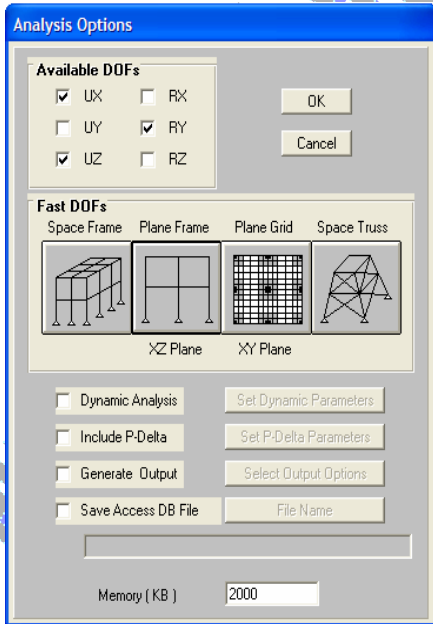 Analysis Options
Available DOFs
UX RX
UY RY
UZ RZ
OK
Cancel
Fast DOFs
Space Frame Plane Frame Plane Grid Space Truss
XZ Plane XY Plane
Dynamic Analysis Set Dynamic Parameters
Include P-Delta Set P-Delta Parameters
Generate Output Select Output Options
Save Access DB File File Name
Memory ( KB ) 2000